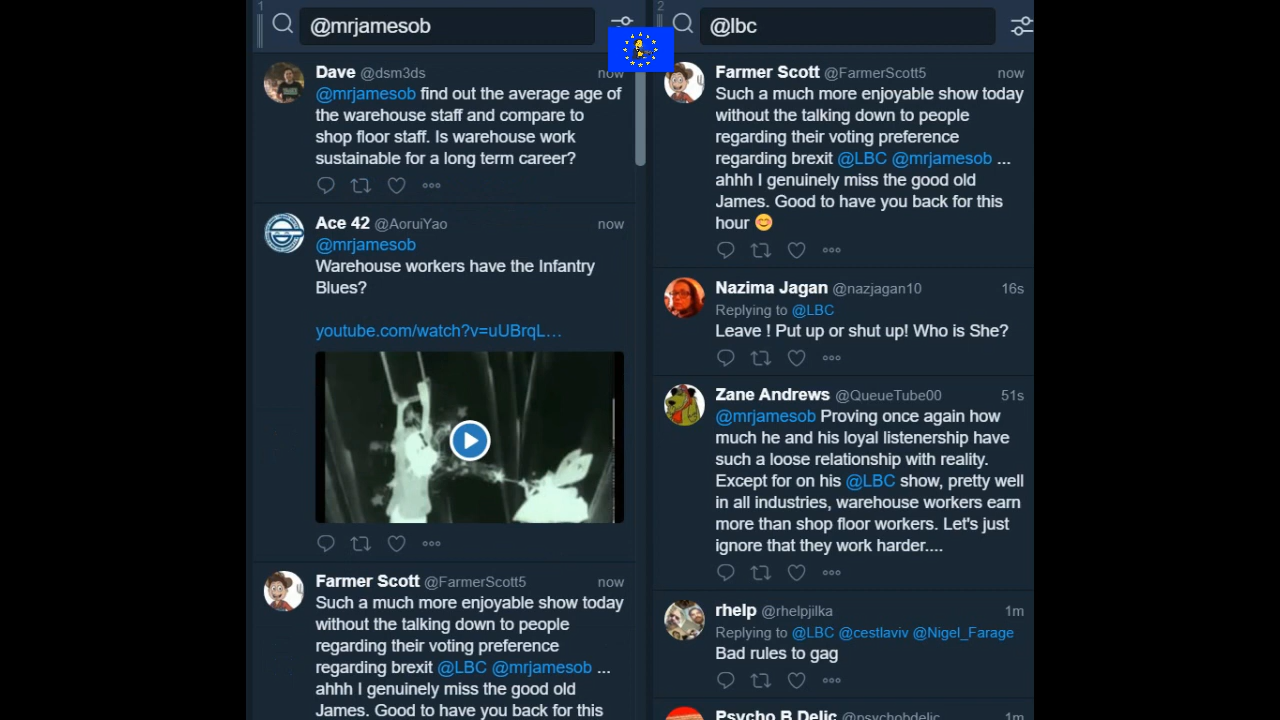 1
@mrjamesob
Dave @dsm3ds now
@mrjamesob find out the average age of
the warehouse staff and compare to
shop floor staff. Is warehouse work
sustainable for a long term career?
Ace 42 @AoruiYao now
@mrjamesob
Warehouse workers have the Infantry
Blues?
youtube.com/watch?v=uUBrqL…
Farmer Scott @FarmerScott5 now
Such a much more enjoyable show today
without the talking down to people
regarding their voting preference
regarding brexit @LBC @mrjamesob ...
ahhh I genuinely miss the good old
James. Good to have you back for this
2
@lbc
Farmer Scott @FarmerScott5 now
Such a much more enjoyable show today
without the talking down to people
regarding their voting preference
regarding brexit @LBC @mrjamesob ...
ahhh I genuinely miss the good old
James. Good to have you back for this
hour 😊
Nazima Jagan @nazjagan10 16s
Replying to @LBC
Leave ! Put up or shut up! Who is She?
Zane Andrews @QueueTube00 51s
@mrjamesob Proving once again how
much he and his loyal listenership have
such a loose relationship with reality.
Except for on his @LBC show, pretty well
in all industries, warehouse workers earn
more than shop floor workers. Let's just
ignore that they work harder....
rhelp @rhelpjilka 1m
Replying to @LBC @cestlaviv @Nigel_Farage
Bad rules to gag
Psycho B Delic @psychobdelic 1m